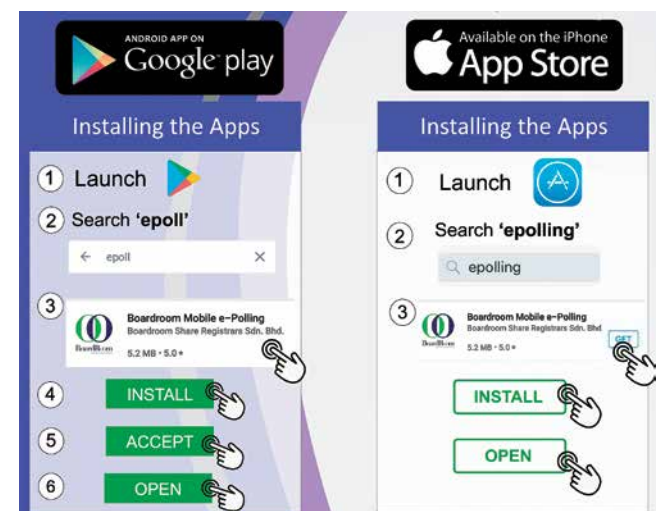 ANDROID APP ON
Google play
Installing the Apps
1 Launch
2 Search 'epoll'
← epoll ×
3
Boardroom Mobile e-Polling
Boardroom Share Registrars Sdn. Bhd.
BoardRoom
5.2 MB • 5.0★
4 INSTALL
5 ACCEPT
6 OPEN
Available on the iPhone
App Store
Installing the Apps
1 Launch
2 Search 'epolling'
epolling
3
Boardroom Mobile e-Polling
Boardroom Share Registrars Sdn. Bhd
BoardRoom
5.2 MB • 5.0★
GET
INSTALL
OPEN